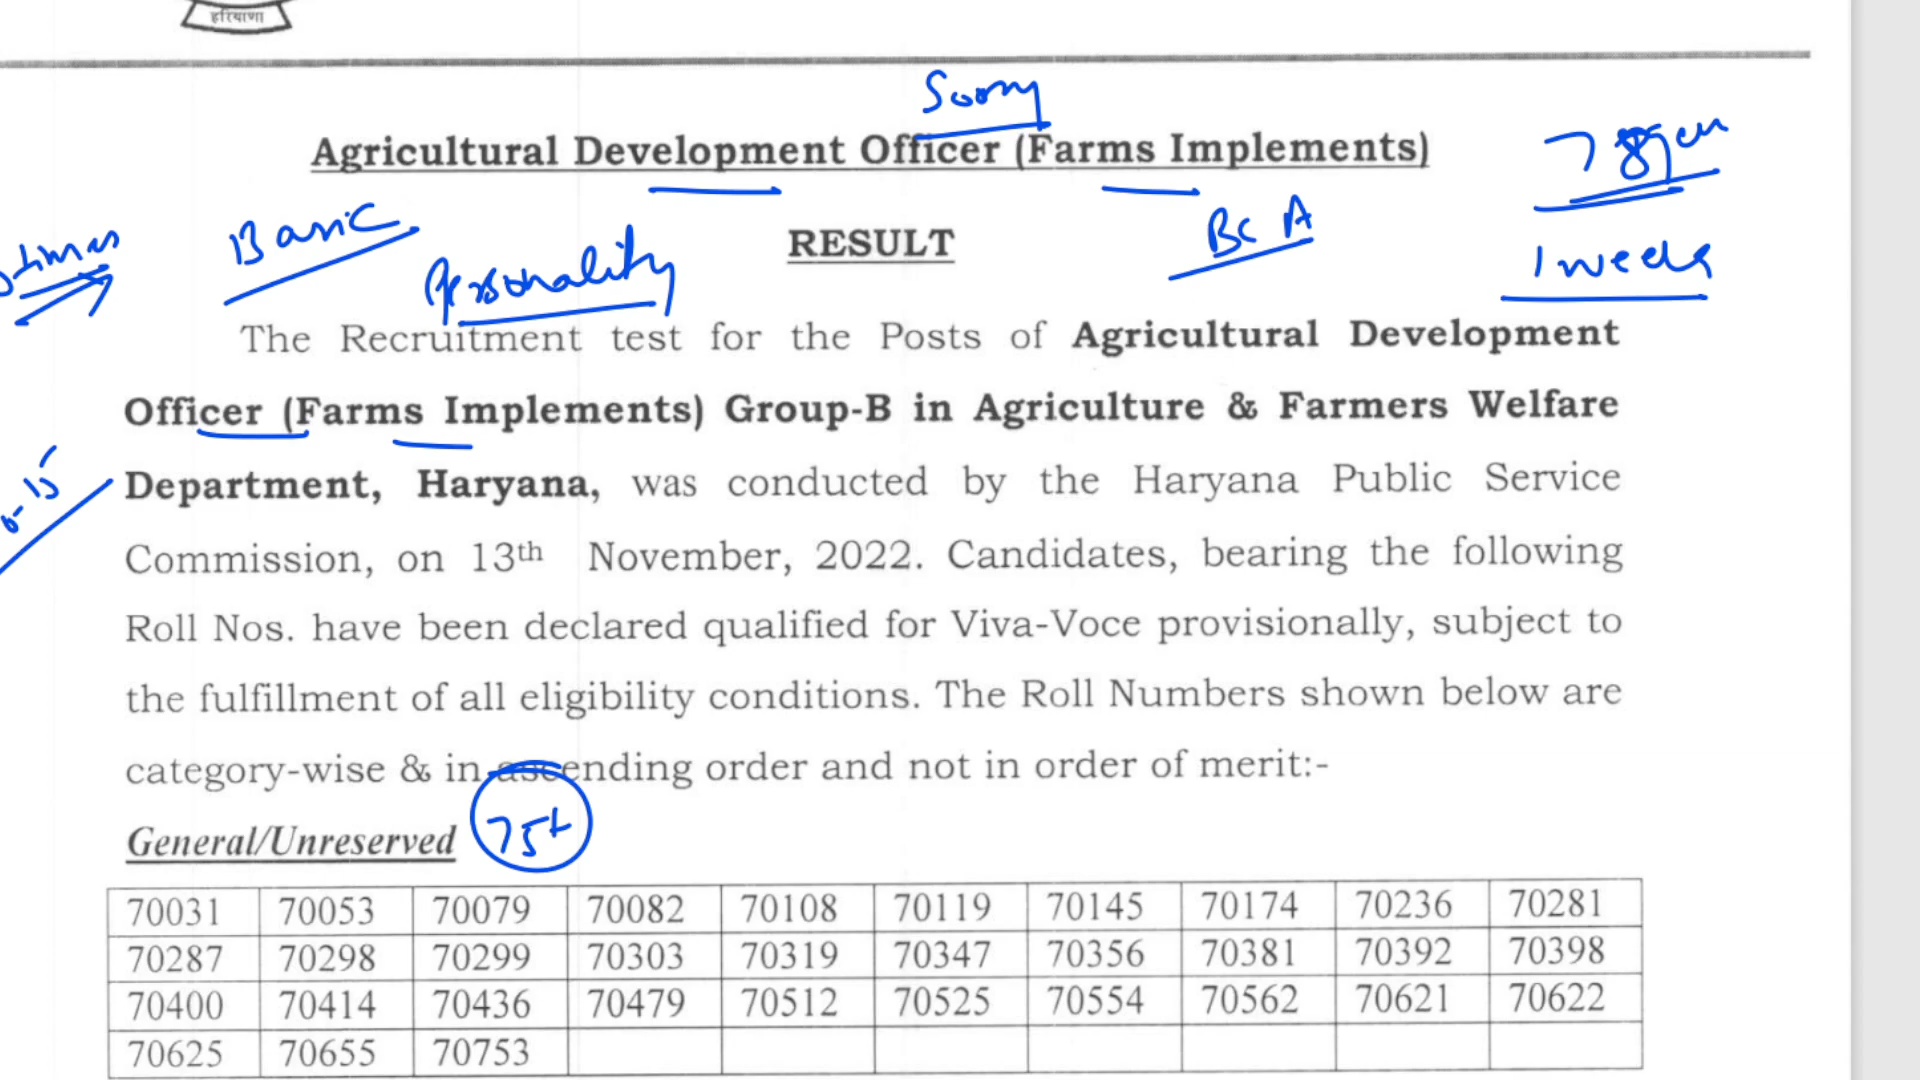 हरियाणा
Sorry
Agricultural Development Officer (Farms Implements)
Basic
Personality
RESULT
BC A
1 week
The Recruitment test for the Posts of Agricultural Development
Officer (Farms Implements) Group-B in Agriculture & Farmers Welfare
Department, Haryana, was conducted by the Haryana Public Service
Commission, on 13th November, 2022. Candidates, bearing the following
Roll Nos. have been declared qualified for Viva-Voce provisionally, subject to
the fulfillment of all eligibility conditions. The Roll Numbers shown below are
category-wise & in ascending order and not in order of merit:-
General/Unreserved 75+
70031 70053 70079 70082 70108 70119 70145 70174 70236 70281
70287 70298 70299 70303 70319 70347 70356 70381 70392 70398
70400 70414 70436 70479 70512 70525 70554 70562 70621 70622
70625 70655 70753